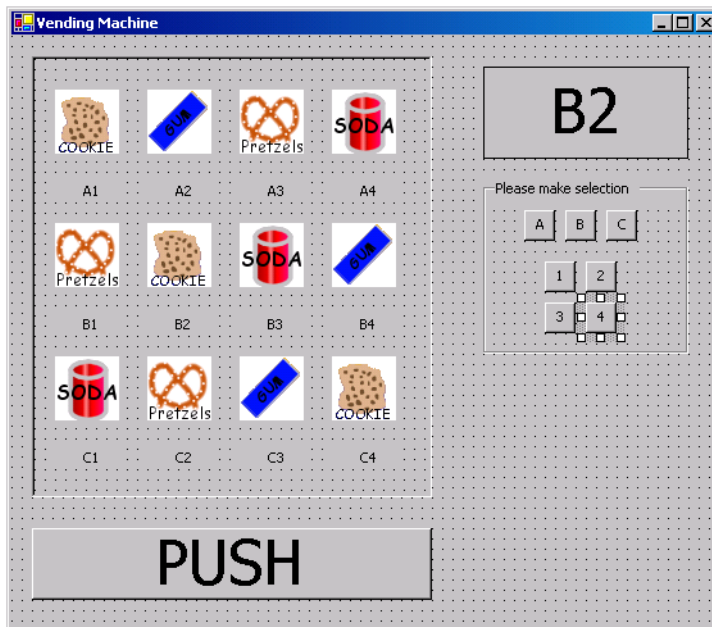 Vending Machine
COOKIE GUM Pretzels SODA
A1 A2 A3 A4
Pretzels COOKIE SODA GUM
B1 B2 B3 B4
SODA Pretzels GUM COOKIE
C1 C2 C3 C4
PUSH
B2
Please make selection
A B C
1 2
3 4